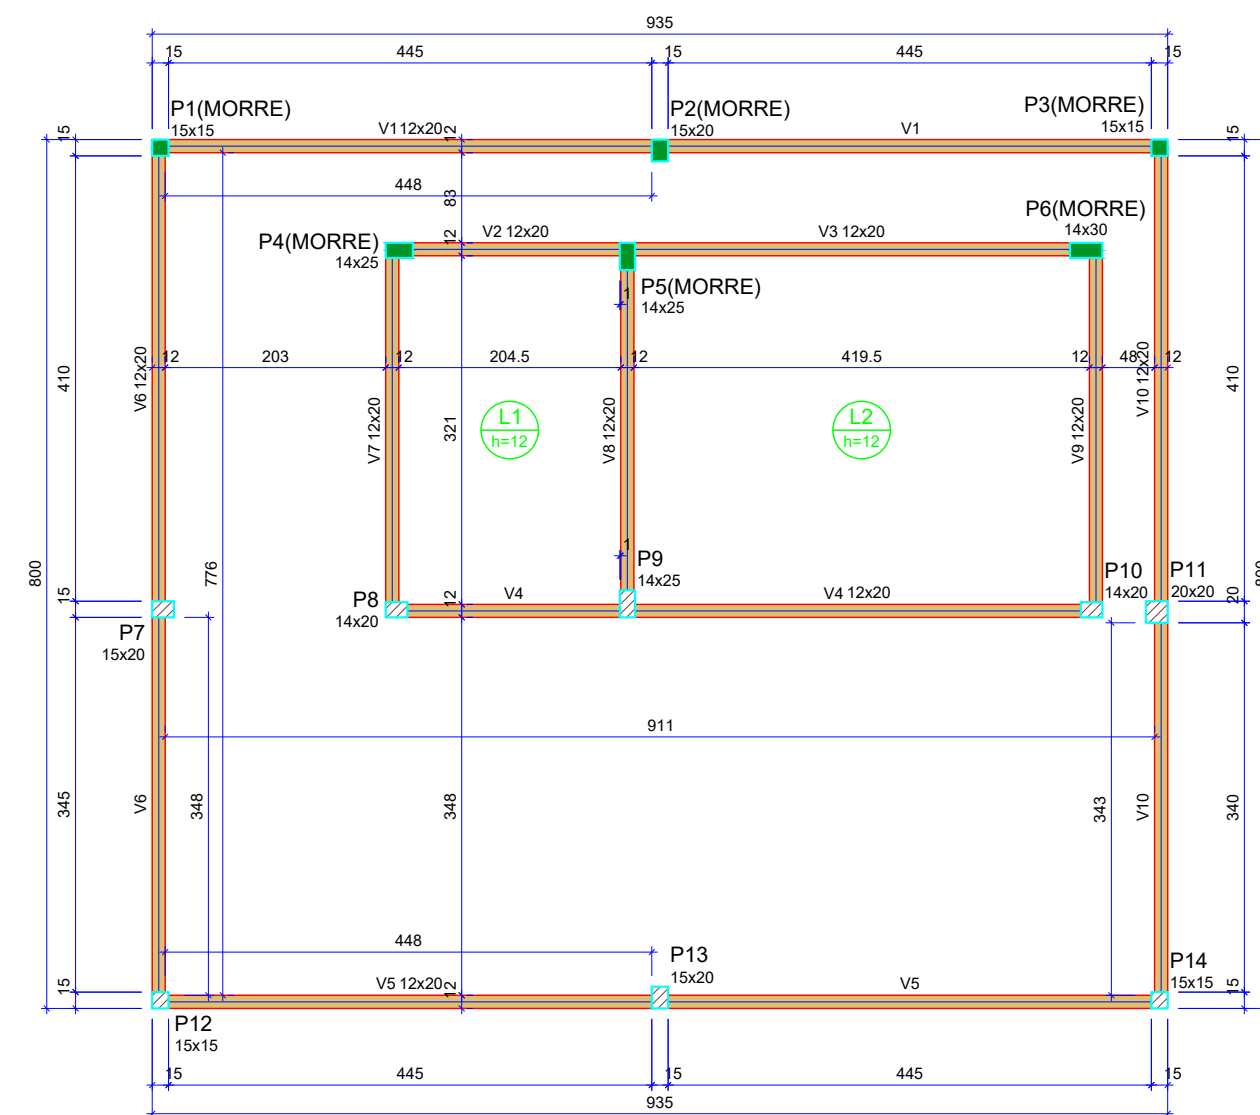 935
15
445
15
445
15
P1(MORRE)
15x15
V1 12x20
12
P2(MORRE)
15x20
V1
P3(MORRE)
15x15
15
15
448
83
P4(MORRE)
14x25
V2 12x20
12
V3 12x20
P6(MORRE)
14x30
P5(MORRE)
14x25
1
410
V6 12x20
12
203
12
204.5
12
419.5
12
48
12
V10 12x20
410
V7 12x20
321
L1
h=12
V8 12x20
L2
h=12
V9 12x20
800
776
15
P7
15x20
P8
14x20
V4
12
1
P9
14x25
V4 12x20
P10
14x20
P11
20x20
20
911
345
V6
348
348
343
V10
340
448
P13
15x20
P14
15x15
15
15
V5 12x20
12
V5
P12
15x15
15
445
15
445
15
935